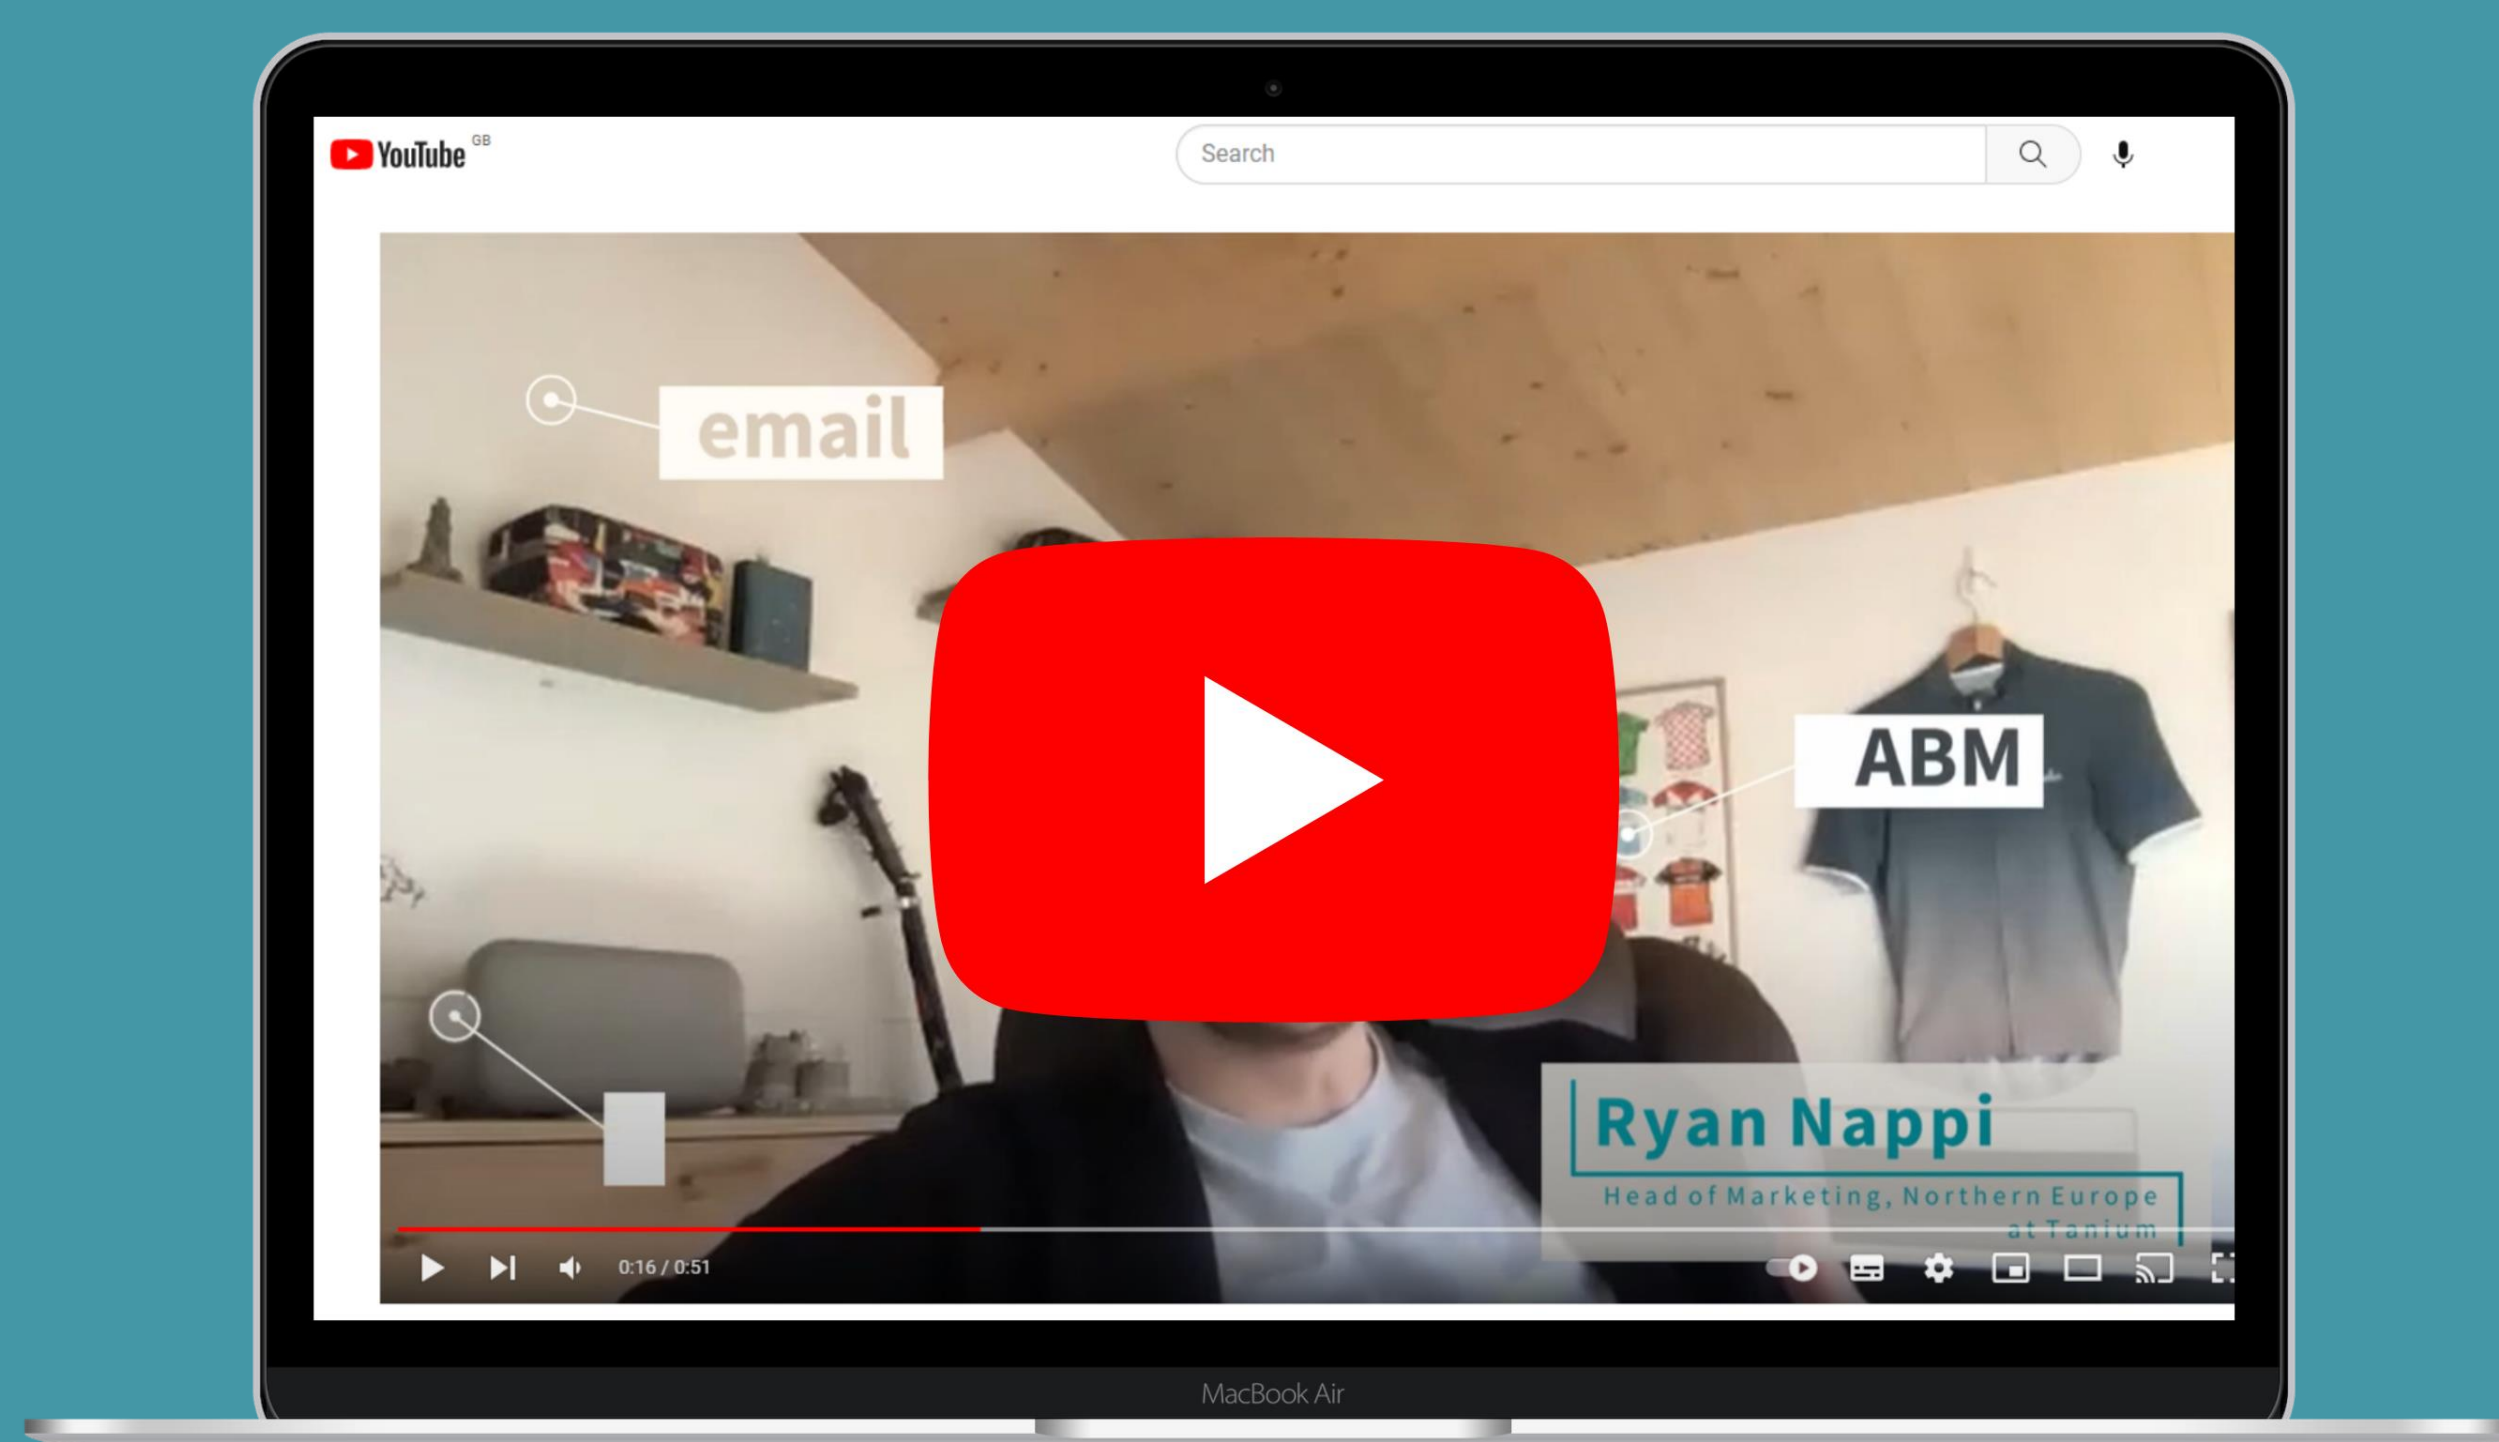 YouTube GB
Search
email
ABM
Ryan Nappi
Head of Marketing, Northern Europe
at Tanium
0:16 / 0:51
MacBook Air